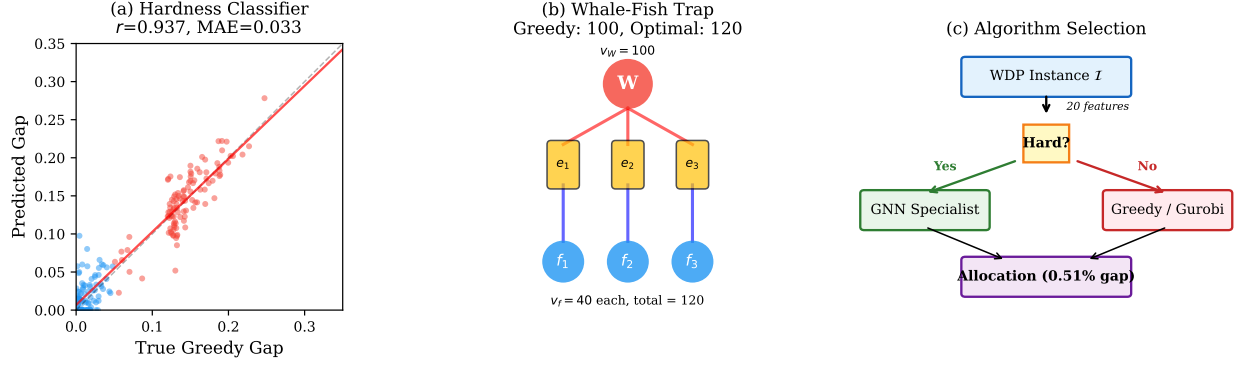 (a) Hardness Classifier
r=0.937, MAE=0.033
0.35
0.30
0.25
0.20
0.15
0.10
0.05
0.00
Predicted Gap
0.0 0.1 0.2 0.3
True Greedy Gap
(b) Whale-Fish Trap
Greedy: 100, Optimal: 120
v_W = 100
W
e_1 e_2 e_3
f_1 f_2 f_3
v_f = 40 each, total = 120
(c) Algorithm Selection
WDP Instance ℐ
20 features
Hard?
Yes No
GNN Specialist Greedy / Gurobi
Allocation (0.51% gap)